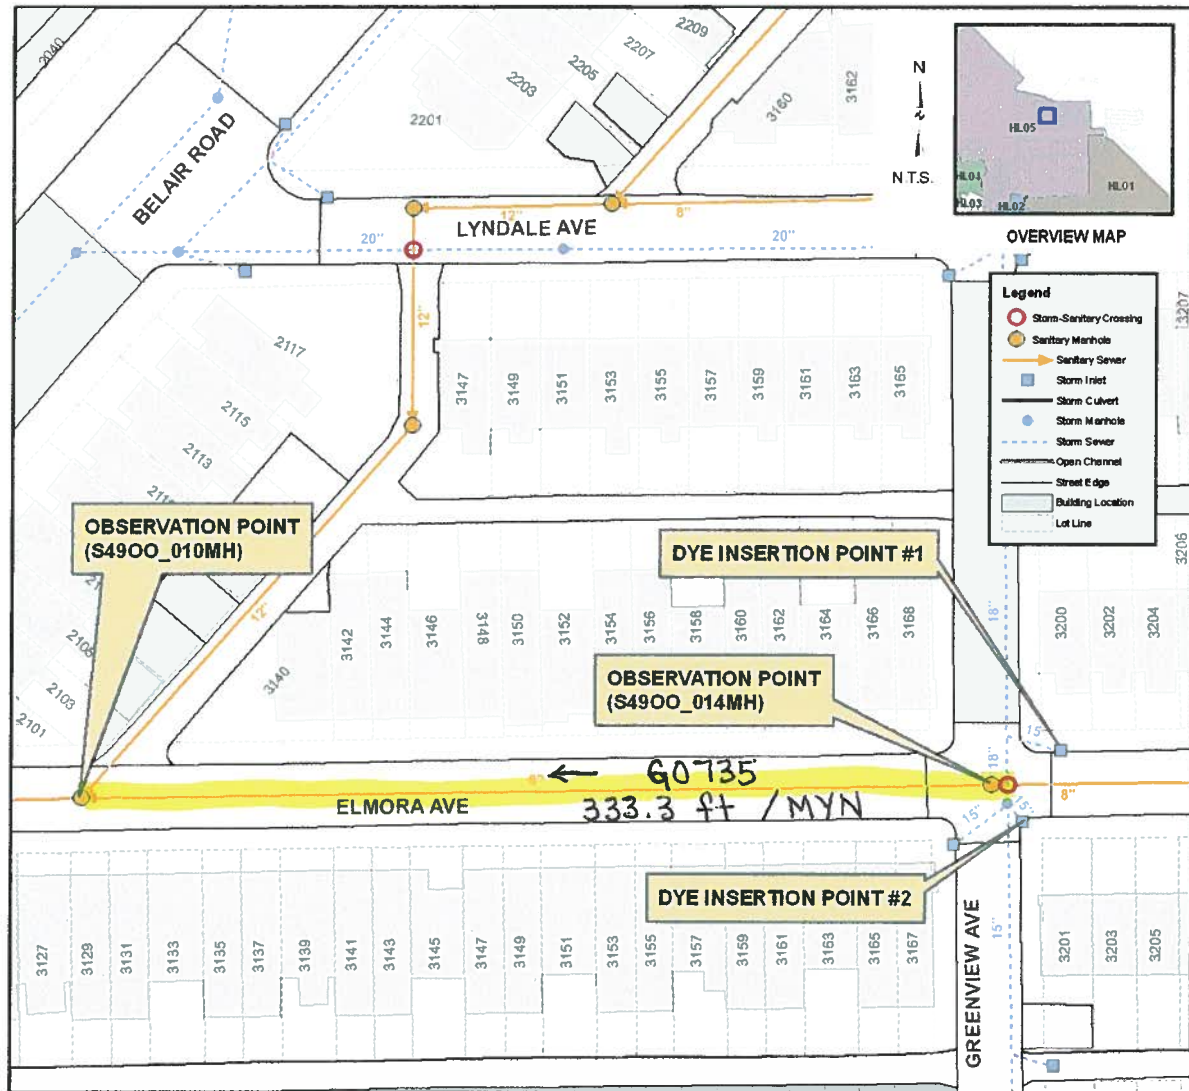 2040
2209
2207
2205
2203
2201
3160
3162
N
N.T.S.
BELAIR ROAD
LYNDALE AVE
12"
8"
20"
20"
12"
HL05
HL04
HL03
HL02
HL01
OVERVIEW MAP
Legend
Storm-Sanitary Crossing
Sanitary Manhole
Sanitary Sewer
Storm Inlet
Storm Culvert
Storm Manhole
Storm Sewer
Open Channel
Street Edge
Building Location
Lot Line
3207
3206
2117
2115
2113
2105
2103
2101
3147
3149
3151
3153
3155
3157
3159
3161
3163
3165
OBSERVATION POINT
(S49OO_010MH)
DYE INSERTION POINT #1
12"
18"
3140
3142
3144
3146
3148
3150
3152
3154
3156
3158
3160
3162
3164
3166
3168
3200
3202
3204
OBSERVATION POINT
(S49OO_014MH)
15"
18"
← G0735
ELMORA AVE
333.3 ft / MYN
8"
15"
15"
DYE INSERTION POINT #2
GREENVIEW AVE
15"
3127
3129
3131
3133
3135
3137
3139
3141
3143
3145
3147
3149
3151
3153
3155
3157
3159
3161
3163
3165
3167
3201
3203
3205